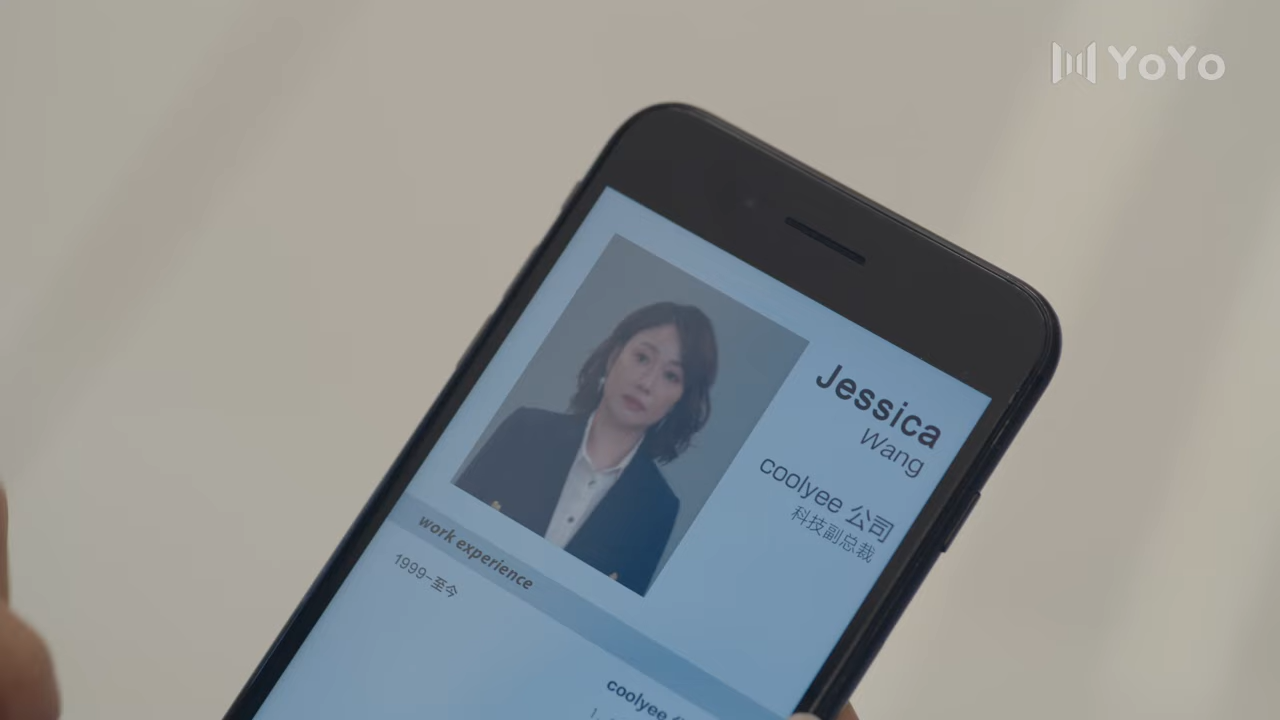 YoYo
Jessica
Wang
coolyee 公司
科技副总裁
work experience
1999-至今
coolyee